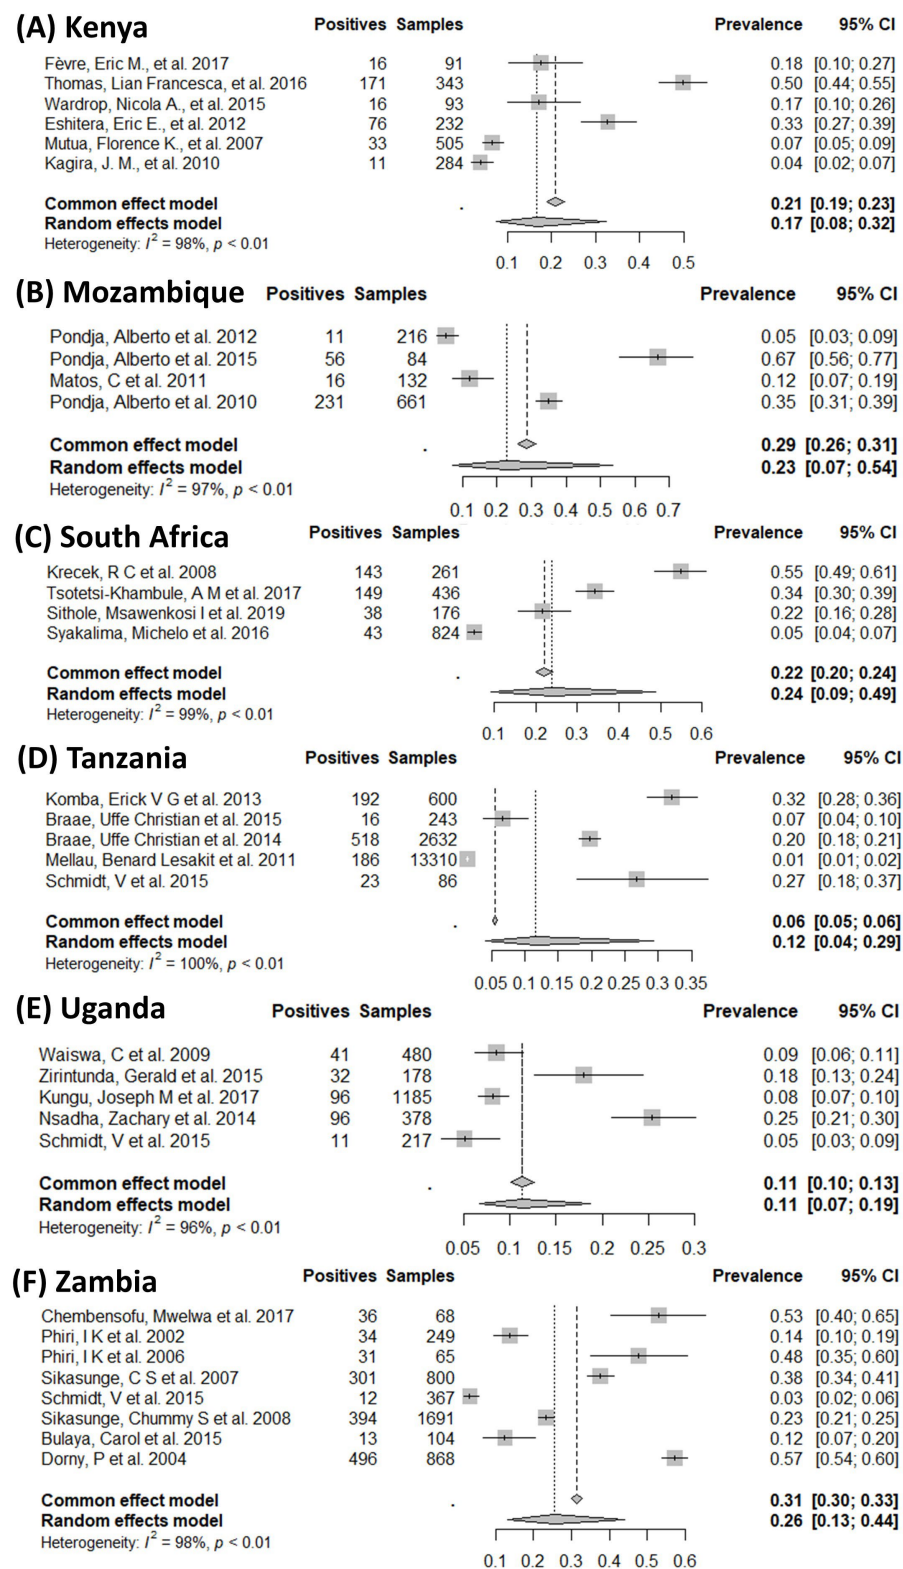 (A) Kenya Positives Samples Prevalence 95% CI
Fèvre, Eric M., et al. 2017 16 91 0.18 [0.10; 0.27]
Thomas, Lian Francesca, et al. 2016 171 343 0.50 [0.44; 0.55]
Wardrop, Nicola A., et al. 2015 16 93 0.17 [0.10; 0.26]
Eshitera, Eric E., et al. 2012 76 232 0.33 [0.27; 0.39]
Mutua, Florence K., et al. 2007 33 505 0.07 [0.05; 0.09]
Kagira, J. M., et al. 2010 11 284 0.04 [0.02; 0.07]
Common effect model 0.21 [0.19; 0.23]
Random effects model 0.17 [0.08; 0.32]
Heterogeneity: I² = 98%, p < 0.01
0.1 0.2 0.3 0.4 0.5
(B) Mozambique Positives Samples Prevalence 95% CI
Pondja, Alberto et al. 2012 11 216 0.05 [0.03; 0.09]
Pondja, Alberto et al. 2015 56 84 0.67 [0.56; 0.77]
Matos, C et al. 2011 16 132 0.12 [0.07; 0.19]
Pondja, Alberto et al. 2010 231 661 0.35 [0.31; 0.39]
Common effect model 0.29 [0.26; 0.31]
Random effects model 0.23 [0.07; 0.54]
Heterogeneity: I² = 97%, p < 0.01
0.1 0.2 0.3 0.4 0.5 0.6 0.7
(C) South Africa Positives Samples Prevalence 95% CI
Krecek, R C et al. 2008 143 261 0.55 [0.49; 0.61]
Tsotetsi-Khambule, A M et al. 2017 149 436 0.34 [0.30; 0.39]
Sithole, Msawenkosi I et al. 2019 38 176 0.22 [0.16; 0.28]
Syakalima, Michelo et al. 2016 43 824 0.05 [0.04; 0.07]
Common effect model 0.22 [0.20; 0.24]
Random effects model 0.24 [0.09; 0.49]
Heterogeneity: I² = 99%, p < 0.01
0.1 0.2 0.3 0.4 0.5 0.6
(D) Tanzania Positives Samples Prevalence 95% CI
Komba, Erick V G et al. 2013 192 600 0.32 [0.28; 0.36]
Braae, Uffe Christian et al. 2015 16 243 0.07 [0.04; 0.10]
Braae, Uffe Christian et al. 2014 518 2632 0.20 [0.18; 0.21]
Mellau, Benard Lesakit et al. 2011 186 13310 0.01 [0.01; 0.02]
Schmidt, V et al. 2015 23 86 0.27 [0.18; 0.37]
Common effect model 0.06 [0.05; 0.06]
Random effects model 0.12 [0.04; 0.29]
Heterogeneity: I² = 100%, p < 0.01
0.05 0.1 0.15 0.2 0.25 0.3 0.35
(E) Uganda Positives Samples Prevalence 95% CI
Waiswa, C et al. 2009 41 480 0.09 [0.06; 0.11]
Zirintunda, Gerald et al. 2015 32 178 0.18 [0.13; 0.24]
Kungu, Joseph M et al. 2017 96 1185 0.08 [0.07; 0.10]
Nsadha, Zachary et al. 2014 96 378 0.25 [0.21; 0.30]
Schmidt, V et al. 2015 11 217 0.05 [0.03; 0.09]
Common effect model 0.11 [0.10; 0.13]
Random effects model 0.11 [0.07; 0.19]
Heterogeneity: I² = 96%, p < 0.01
0.05 0.1 0.15 0.2 0.25 0.3
(F) Zambia Positives Samples Prevalence 95% CI
Chembensofu, Mwelwa et al. 2017 36 68 0.53 [0.40; 0.65]
Phiri, I K et al. 2002 34 249 0.14 [0.10; 0.19]
Phiri, I K et al. 2006 31 65 0.48 [0.35; 0.60]
Sikasunge, C S et al. 2007 301 800 0.38 [0.34; 0.41]
Schmidt, V et al. 2015 12 367 0.03 [0.02; 0.06]
Sikasunge, Chummy S et al. 2008 394 1691 0.23 [0.21; 0.25]
Bulaya, Carol et al. 2015 13 104 0.12 [0.07; 0.20]
Dorny, P et al. 2004 496 868 0.57 [0.54; 0.60]
Common effect model 0.31 [0.30; 0.33]
Random effects model 0.26 [0.13; 0.44]
Heterogeneity: I² = 98%, p < 0.01
0.1 0.2 0.3 0.4 0.5 0.6